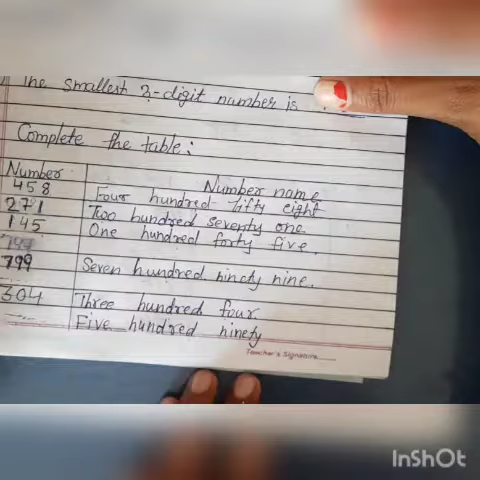 The smallest 2-digit number is
Complete the table:
Number Number name
458 Four hundred fifty eight
271 Two hundred seventy one.
145 One hundred forty five.
799 Seven hundred ninety nine.
304 Three hundred four.
Five hundred ninety
Teacher's Signature
InShOt